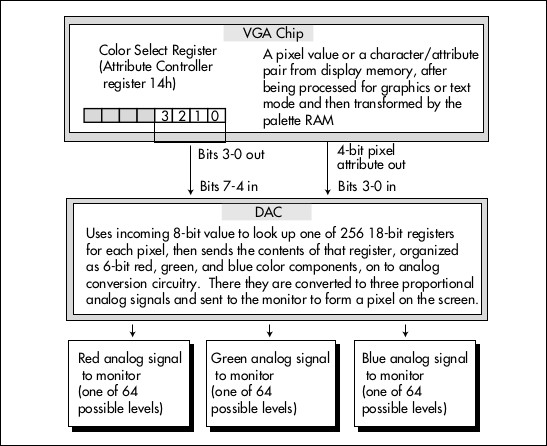 VGA Chip
Color Select Register
(Attribute Controller
register 14h)
3 2 1 0
A pixel value or a character/attribute
pair from display memory, after
being processed for graphics or text
mode and then transformed by the
palette RAM
Bits 3-0 out
Bits 7-4 in
4-bit pixel
attribute out
Bits 3-0 in
DAC
Uses incoming 8-bit value to look up one of 256 18-bit registers
for each pixel, then sends the contents of that register, organized
as 6-bit red, green, and blue color components, on to analog
conversion circuitry. There they are converted to three proportional
analog signals and sent to the monitor to form a pixel on the screen.
Red analog signal
to monitor
(one of 64
possible levels)
Green analog signal
to monitor
(one of 64
possible levels)
Blue analog signal
to monitor
(one of 64
possible levels)